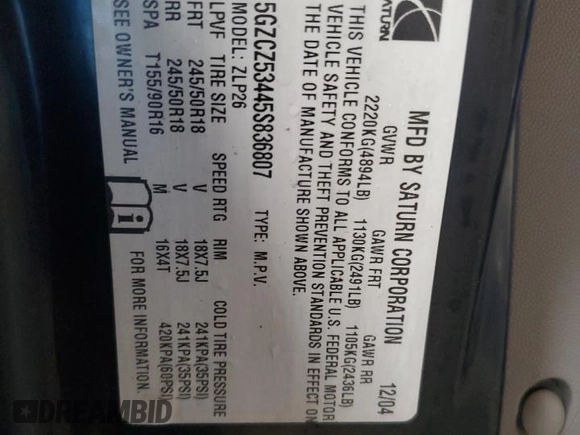 SATURN
MFD BY SATURN CORPORATION 12/04
GVWR GAWR FRT GAWR RR
2220KG(4894LB) 1130KG(2491LB) 1105KG(2436LB)
THIS VEHICLE CONFORMS TO ALL APPLICABLE U.S. FEDERAL MOTOR
VEHICLE SAFETY AND THEFT PREVENTION STANDARDS IN EFFECT ON
THE DATE OF MANUFACTURE SHOWN ABOVE.
5GZCZ53445S836807 TYPE: M.P.V.
MODEL: ZLP26
LPVF TIRE SIZE SPEED RTG RIM COLD TIRE PRESSURE
FRT 245/50R18 V 18X7.5J 241KPA(35PSI)
RR 245/50R18 V 18X7.5J 241KPA(35PSI)
SPA T155/90R16 M 16X4T 420KPA(60PSI)
SEE OWNER'S MANUAL FOR MORE INFORMATION
DREAMBID